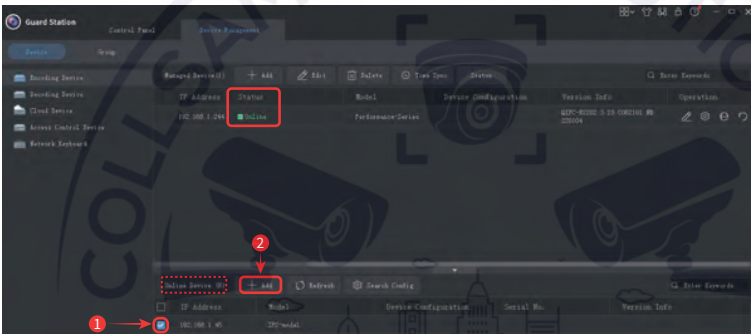 Guard Station
Control Panel
Device Management
Device
Group
Encoding Device
Decoding Device
Cloud Device
Access Control Device
Network Keyboard
Managed Device(1)
Add
Edit
Delete
Time Sync
Status
Enter Keywords
IP Address
Status
Model
Device Configuration
Version Info
Operation
192.168.1.244
Online
Performance-Series
2
Online Device
Add
Refresh
Search Config
Enter Keywords
IP Address
Model
Device Configuration
Serial No.
Version Info
1
192.168.1.45
IPC-model
COLL